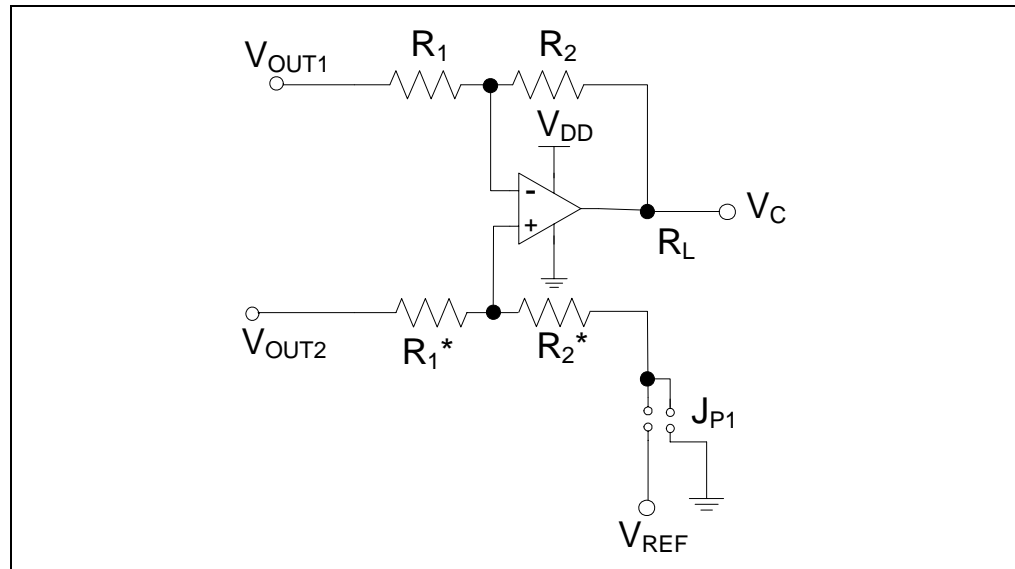 R1
R2
VOUT1
VDD
-
+
VC
RL
VOUT2
R1*
R2*
JP1
VREF